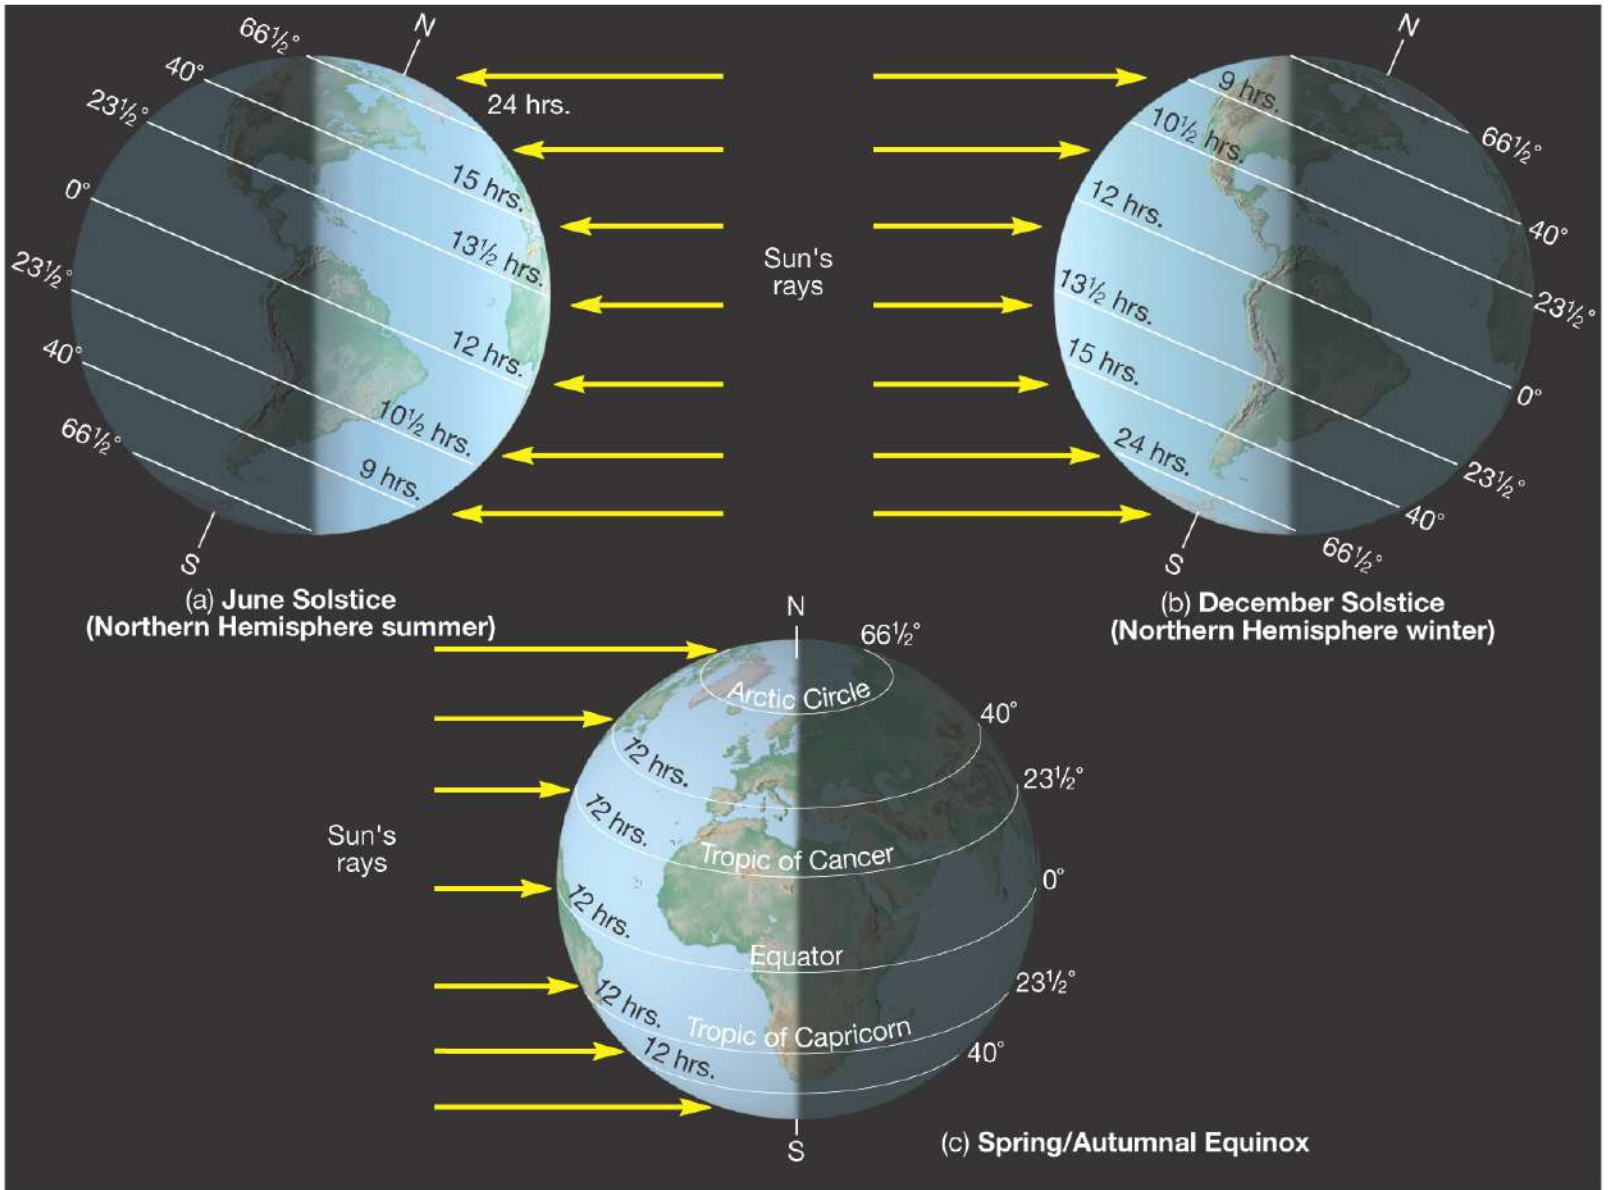 N
66½°
40°
23½°
0°
23½°
40°
66½°
24 hrs.
15 hrs.
13½ hrs.
12 hrs.
10½ hrs.
9 hrs.
S
(a) June Solstice
(Northern Hemisphere summer)
Sun's
rays
N
9 hrs.
10½ hrs.
12 hrs.
13½ hrs.
15 hrs.
24 hrs.
66½°
40°
23½°
0°
23½°
40°
66½°
S
(b) December Solstice
(Northern Hemisphere winter)
Sun's
rays
N
66½°
Arctic Circle
40°
12 hrs.
23½°
12 hrs.
Tropic of Cancer
0°
12 hrs.
Equator
23½°
12 hrs.
Tropic of Capricorn
40°
12 hrs.
S
(c) Spring/Autumnal Equinox